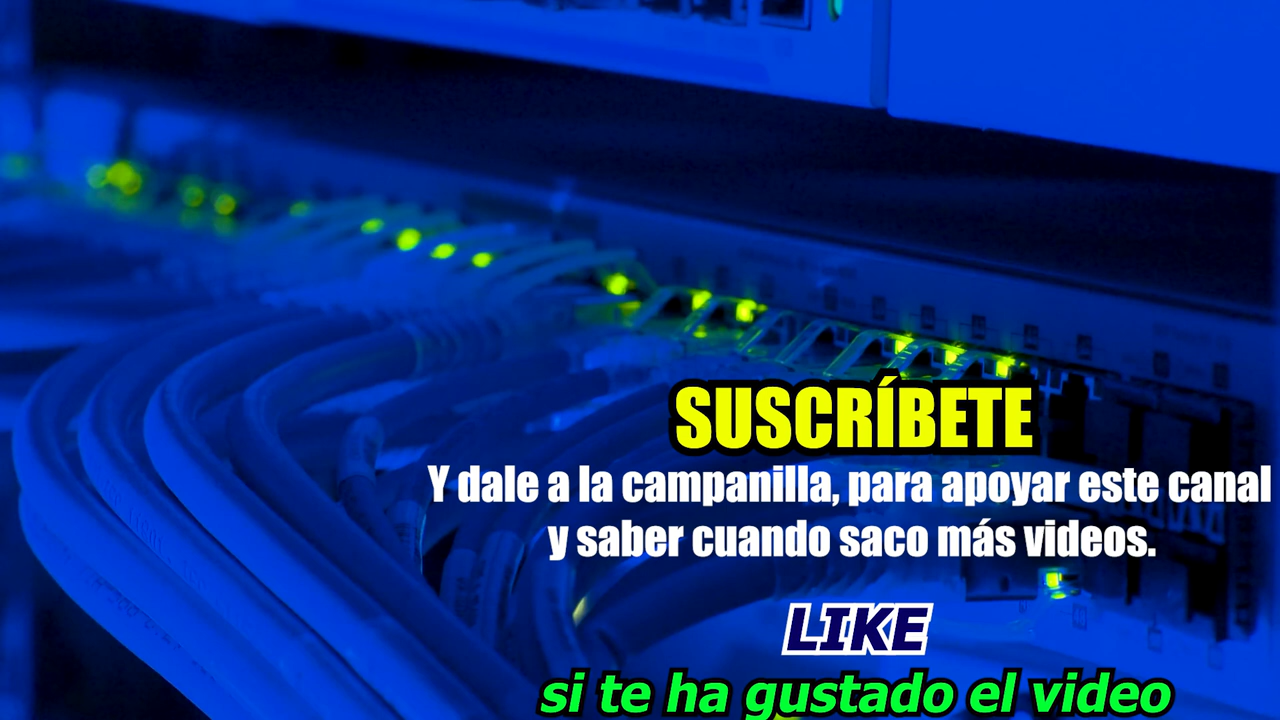 SUSCRÍBETE
Y dale a la campanilla, para apoyar este canal
y saber cuando saco más videos.
LIKE
si te ha gustado el video